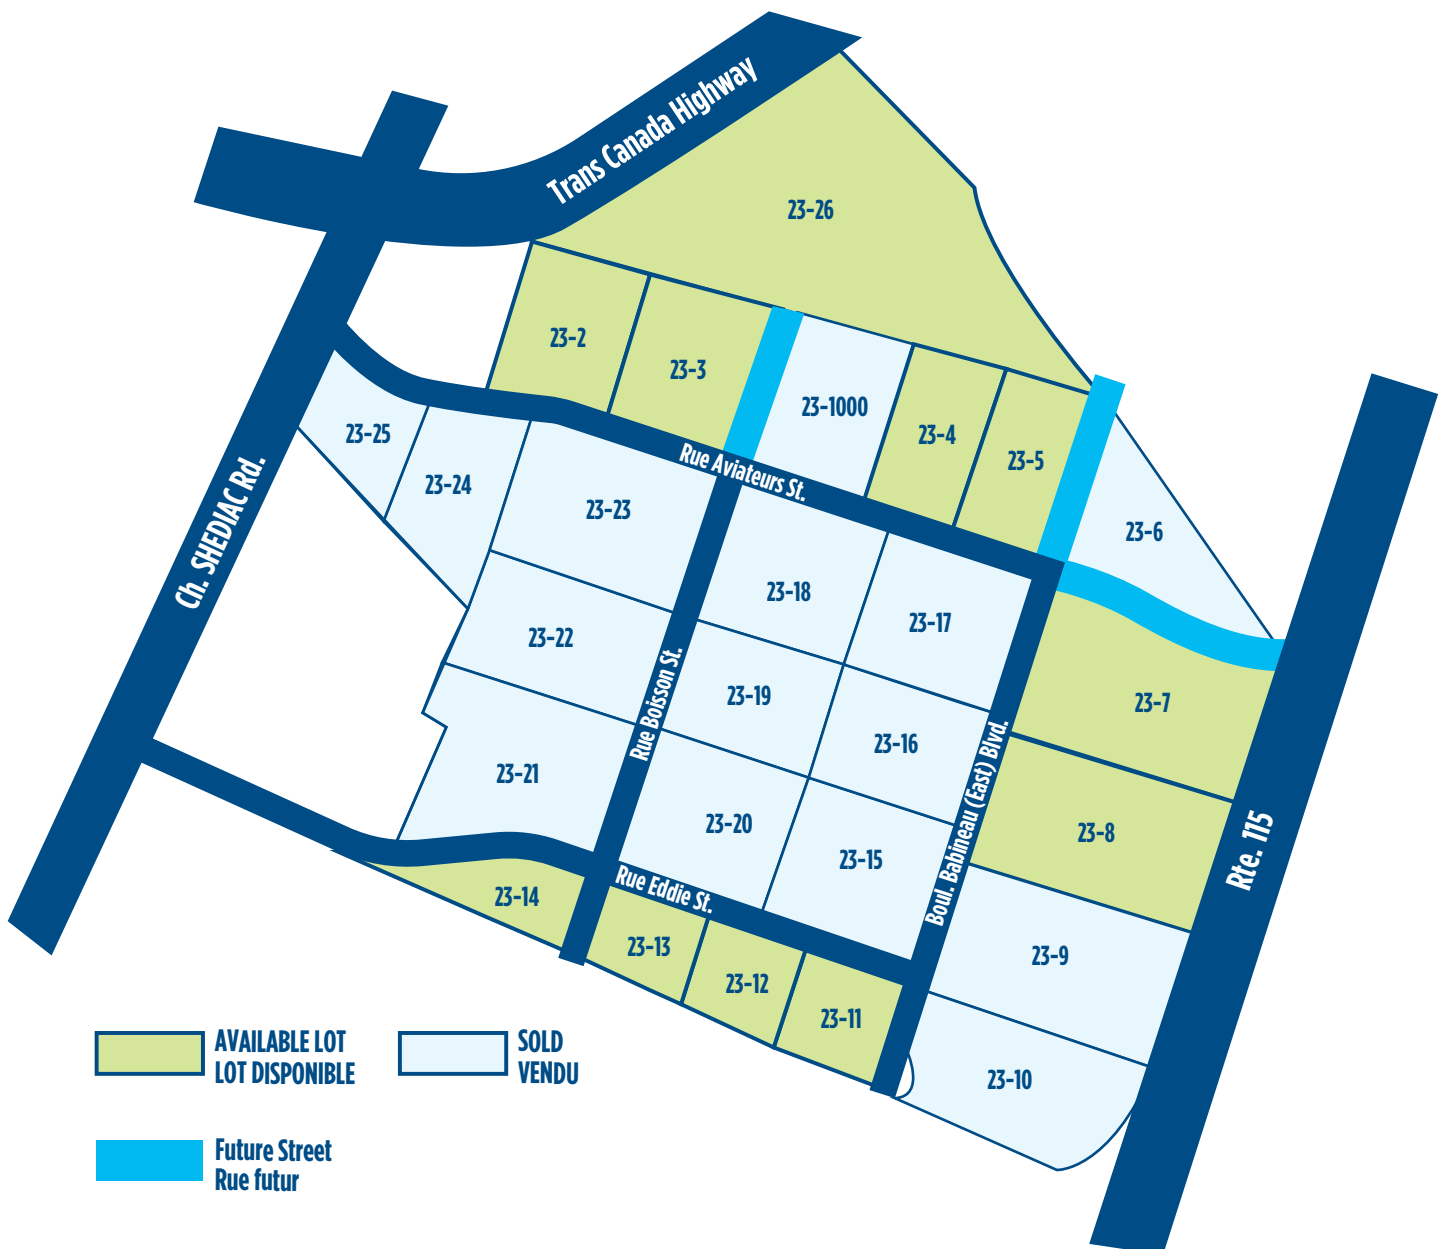 Trans Canada Highway
23-26
23-2
23-3
23-1000
23-4
23-5
23-25
23-24
23-23
Rue Aviateurs St.
23-6
Ch. SHEDIAC Rd.
23-18
23-17
23-22
Rue Boisson St.
23-19
23-7
23-16
23-21
Boul. Babineau (East) Blvd.
23-20
23-8
23-15
Rte. 115
23-14
Rue Eddie St.
23-13
23-9
23-12
23-11
23-10
AVAILABLE LOT
LOT DISPONIBLE
SOLD
VENDU
Future Street
Rue futur